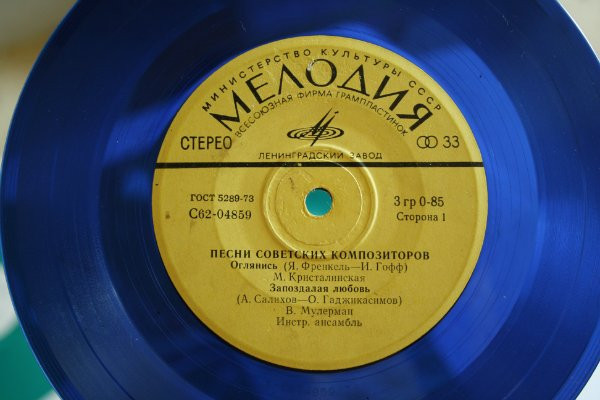 МИНИСТЕРСТВО КУЛЬТУРЫ СССР
МЕЛОДИЯ
ВСЕСОЮЗНАЯ ФИРМА ГРАМПЛАСТИНОК
СТЕРЕО 33
ЛЕНИНГРАДСКИЙ ЗАВОД
ГОСТ 5289-73 3 гр 0-85
С62-04859 Сторона 1
ПЕСНИ СОВЕТСКИХ КОМПОЗИТОРОВ
Оглянись (Я. Френкель—И. Гофф)
М. Кристалинская
Запоздалая любовь
(А. Салихов—О. Гаджикасимов)
В. Мулерман
Инстр. ансамбль